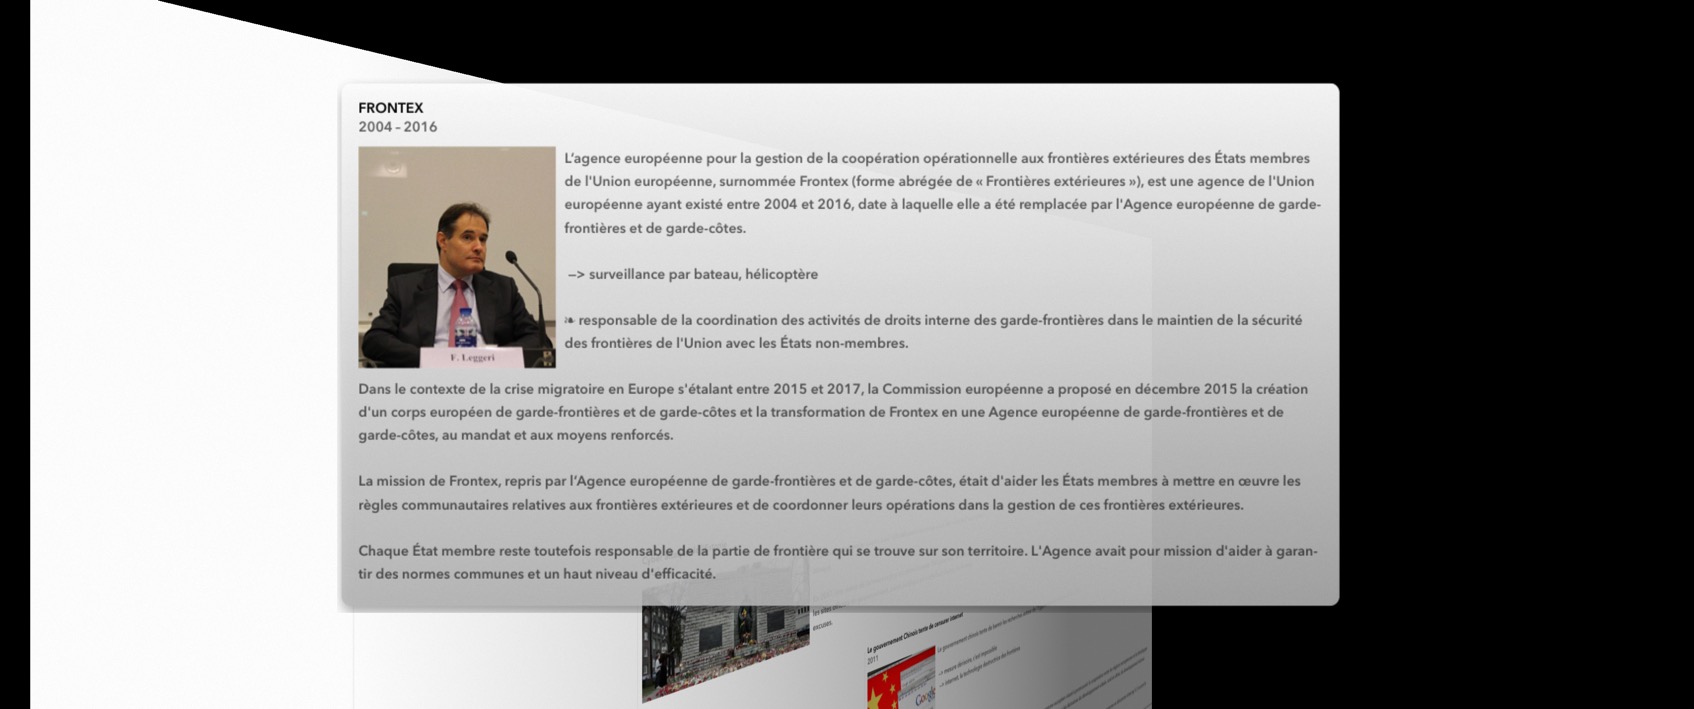 FRONTEX
2004 – 2016
L'agence européenne pour la gestion de la coopération opérationnelle aux frontières extérieures des États membres
de l'Union européenne, surnommée Frontex (forme abrégée de « Frontières extérieures »), est une agence de l'Union
européenne ayant existé entre 2004 et 2016, date à laquelle elle a été remplacée par l'Agence européenne de garde-
frontières et de garde-côtes.
—> surveillance par bateau, hélicoptère
❧ responsable de la coordination des activités de droits interne des garde-frontières dans le maintien de la sécurité
des frontières de l'Union avec les États non-membres.
F. Leggeri
Dans le contexte de la crise migratoire en Europe s'étalant entre 2015 et 2017, la Commission européenne a proposé en décembre 2015 la création
d'un corps européen de garde-frontières et de garde-côtes et la transformation de Frontex en une Agence européenne de garde-frontières et de
garde-côtes, au mandat et aux moyens renforcés.
La mission de Frontex, repris par l'Agence européenne de garde-frontières et de garde-côtes, était d'aider les États membres à mettre en œuvre les
règles communautaires relatives aux frontières extérieures et de coordonner leurs opérations dans la gestion de ces frontières extérieures.
Chaque État membre reste toutefois responsable de la partie de frontière qui se trouve sur son territoire. L'Agence avait pour mission d'aider à garan-
tir des normes communes et un haut niveau d'efficacité.
excuses.
Le gouvernement Chinois tente de censurer internet
2011
Google